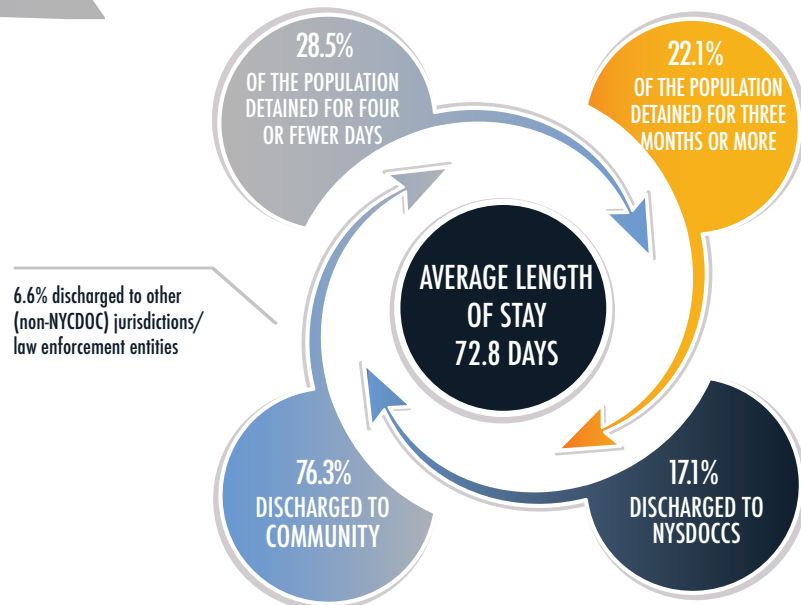 28.5%
OF THE POPULATION
DETAINED FOR FOUR
OR FEWER DAYS
22.1%
OF THE POPULATION
DETAINED FOR THREE
MONTHS OR MORE
AVERAGE LENGTH
OF STAY
72.8 DAYS
6.6% discharged to other
(non-NYCDOC) jurisdictions/
law enforcement entities
76.3%
DISCHARGED TO
COMMUNITY
17.1%
DISCHARGED TO
NYSDOCCS